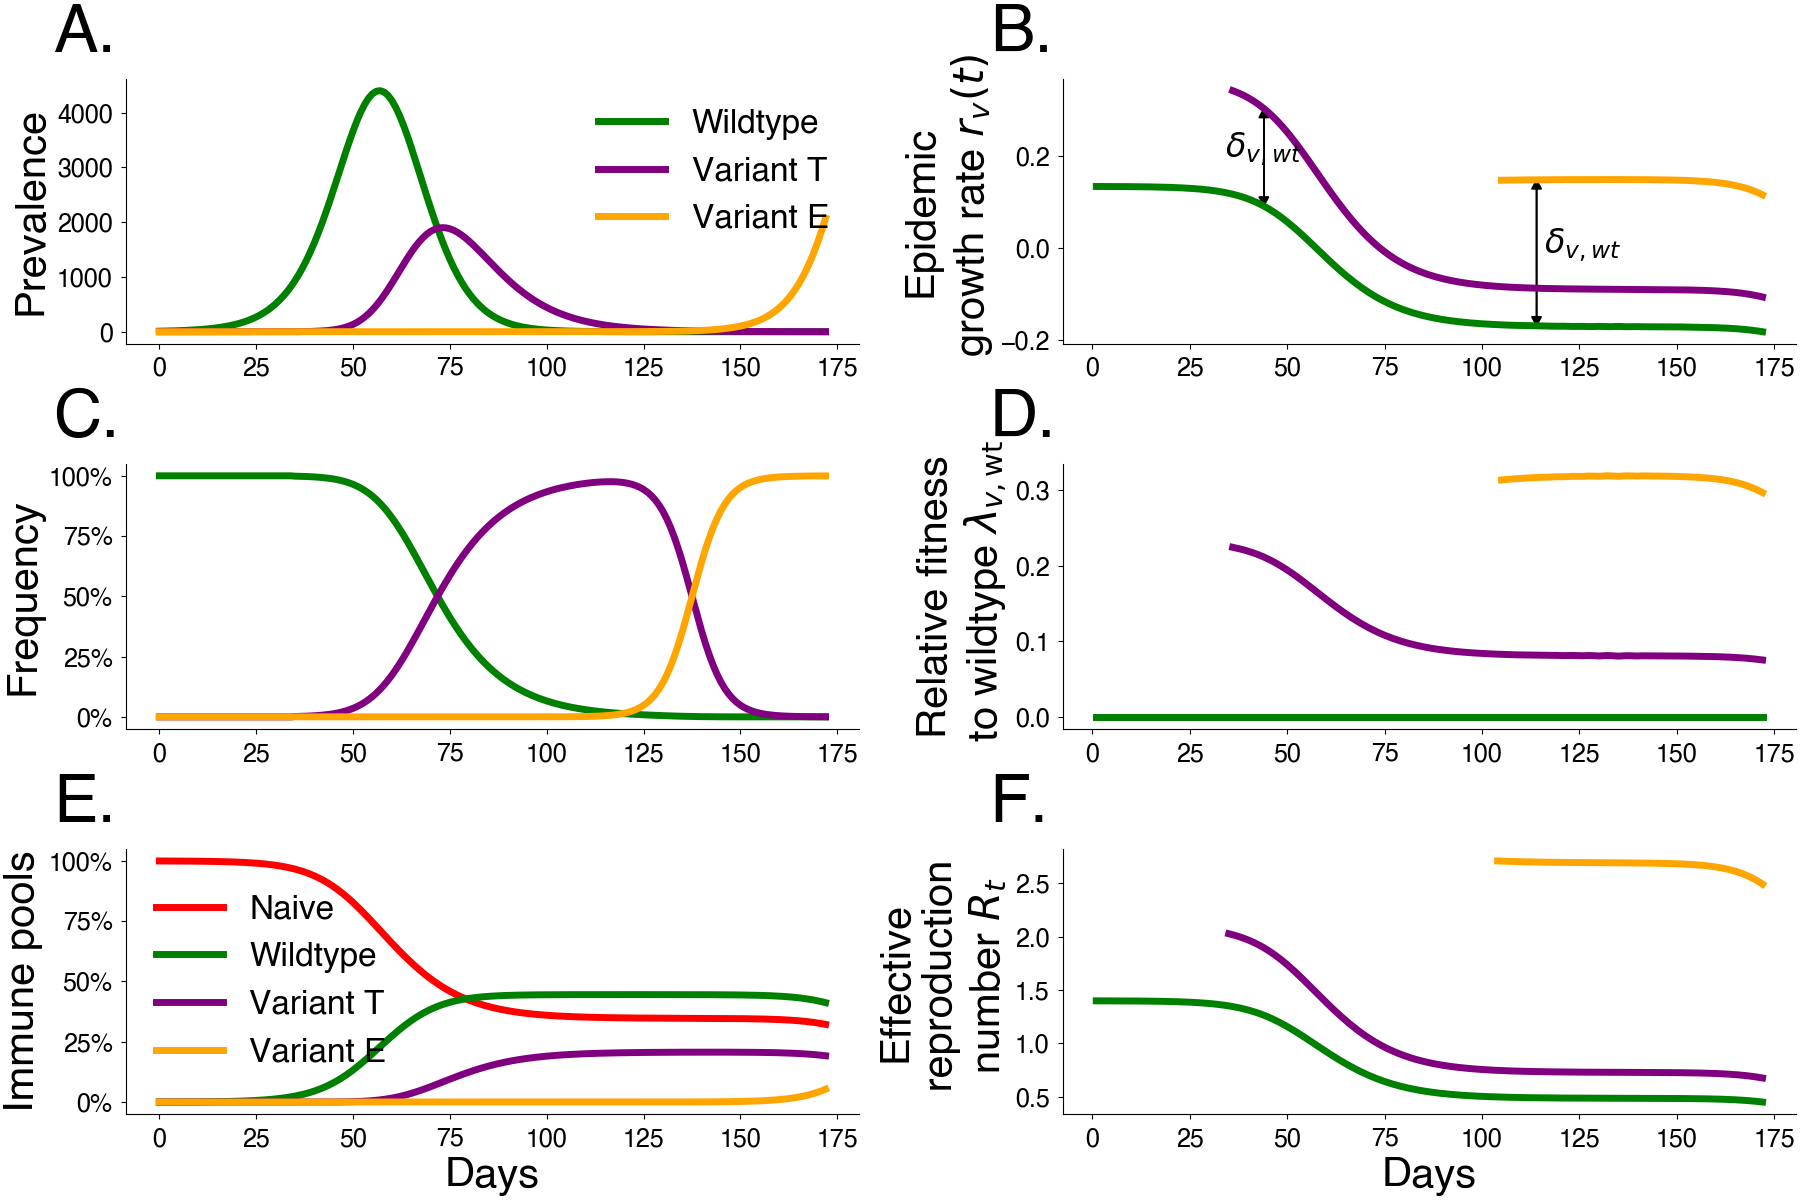 A.
Prevalence
4000
3000
2000
1000
0
Wildtype
Variant T
Variant E
0 25 50 75 100 125 150 175
B.
Epidemic
growth rate r_v(t)
0.2
0.0
−0.2
δ_{v, wt}
δ_{v, wt}
0 25 50 75 100 125 150 175
C.
Frequency
100%
75%
50%
25%
0%
0 25 50 75 100 125 150 175
D.
Relative fitness
to wildtype λ_{v, wt}
0.3
0.2
0.1
0.0
0 25 50 75 100 125 150 175
E.
Immune pools
100%
75%
50%
25%
0%
Naive
Wildtype
Variant T
Variant E
0 25 50 75 100 125 150 175
Days
F.
Effective
reproduction
number R_t
2.5
2.0
1.5
1.0
0.5
0 25 50 75 100 125 150 175
Days